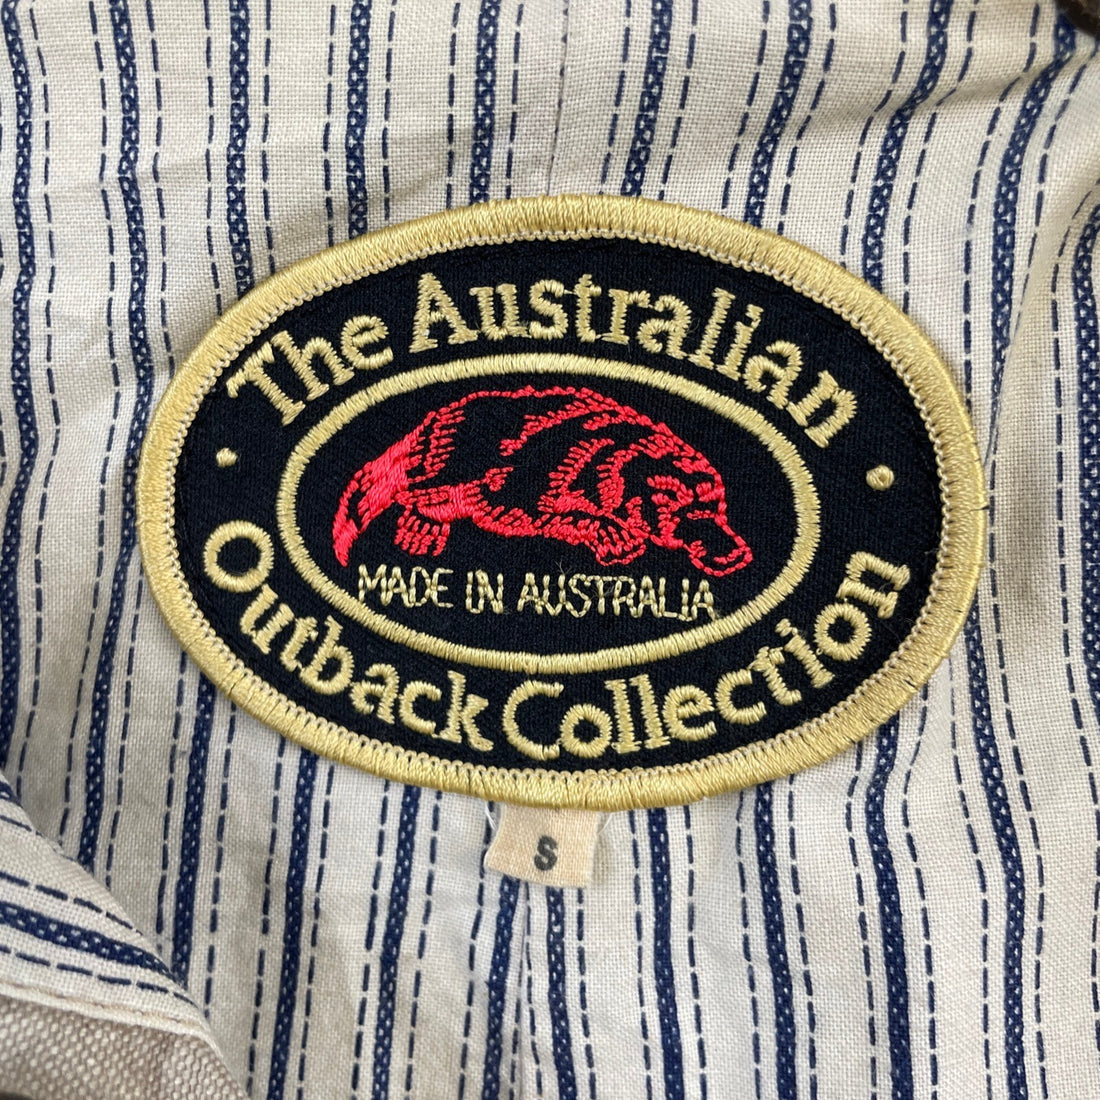 The Australian
MADE IN AUSTRALIA
Outback Collection
S